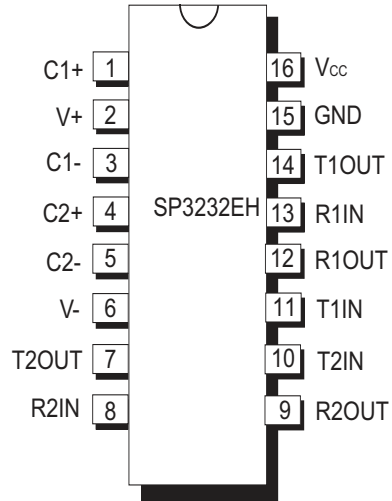 C1+ 1 16 Vcc
V+ 2 15 GND
C1- 3 14 T1OUT
C2+ 4 SP3232EH 13 R1IN
C2- 5 12 R1OUT
V- 6 11 T1IN
T2OUT 7 10 T2IN
R2IN 8 9 R2OUT